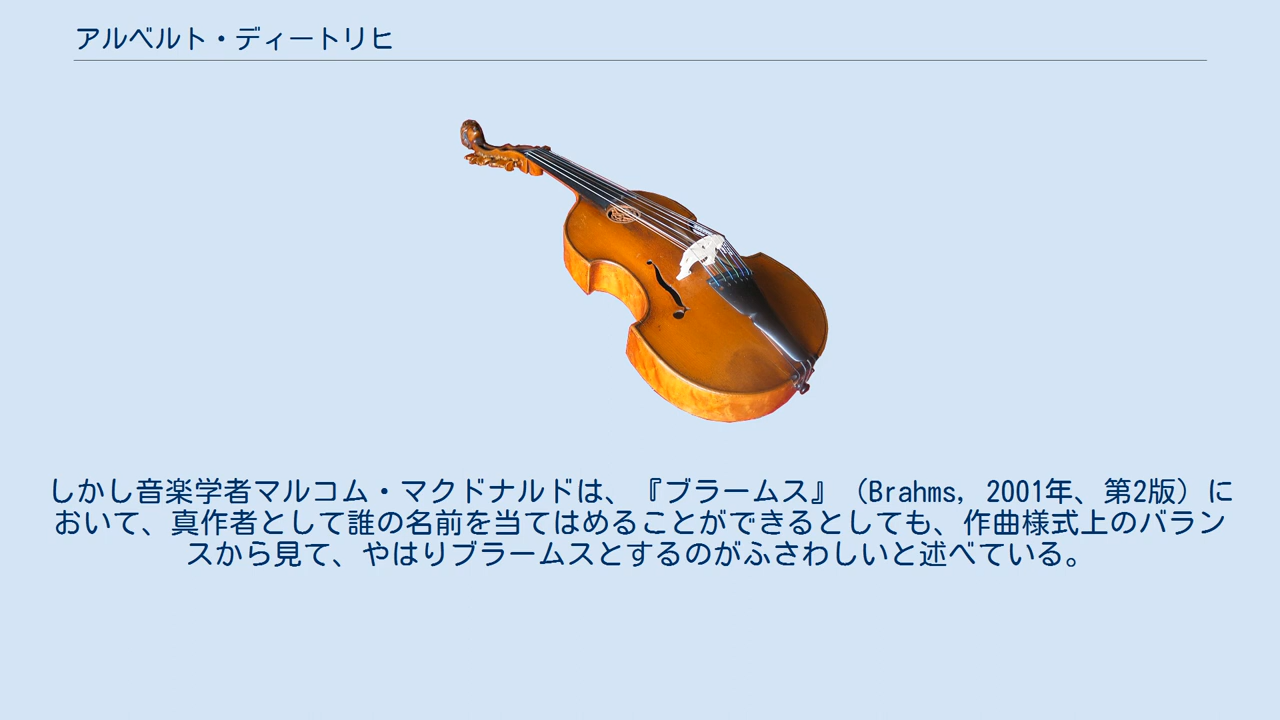 アルベルト・ディートリヒ
しかし音楽学者マルコム・マクドナルドは、『ブラームス』（Brahms, 2001年、第2版）に
おいて、真作者として誰の名前を当てはめることができるとしても、作曲様式上のバラン
スから見て、やはりブラームスとするのがふさわしいと述べている。